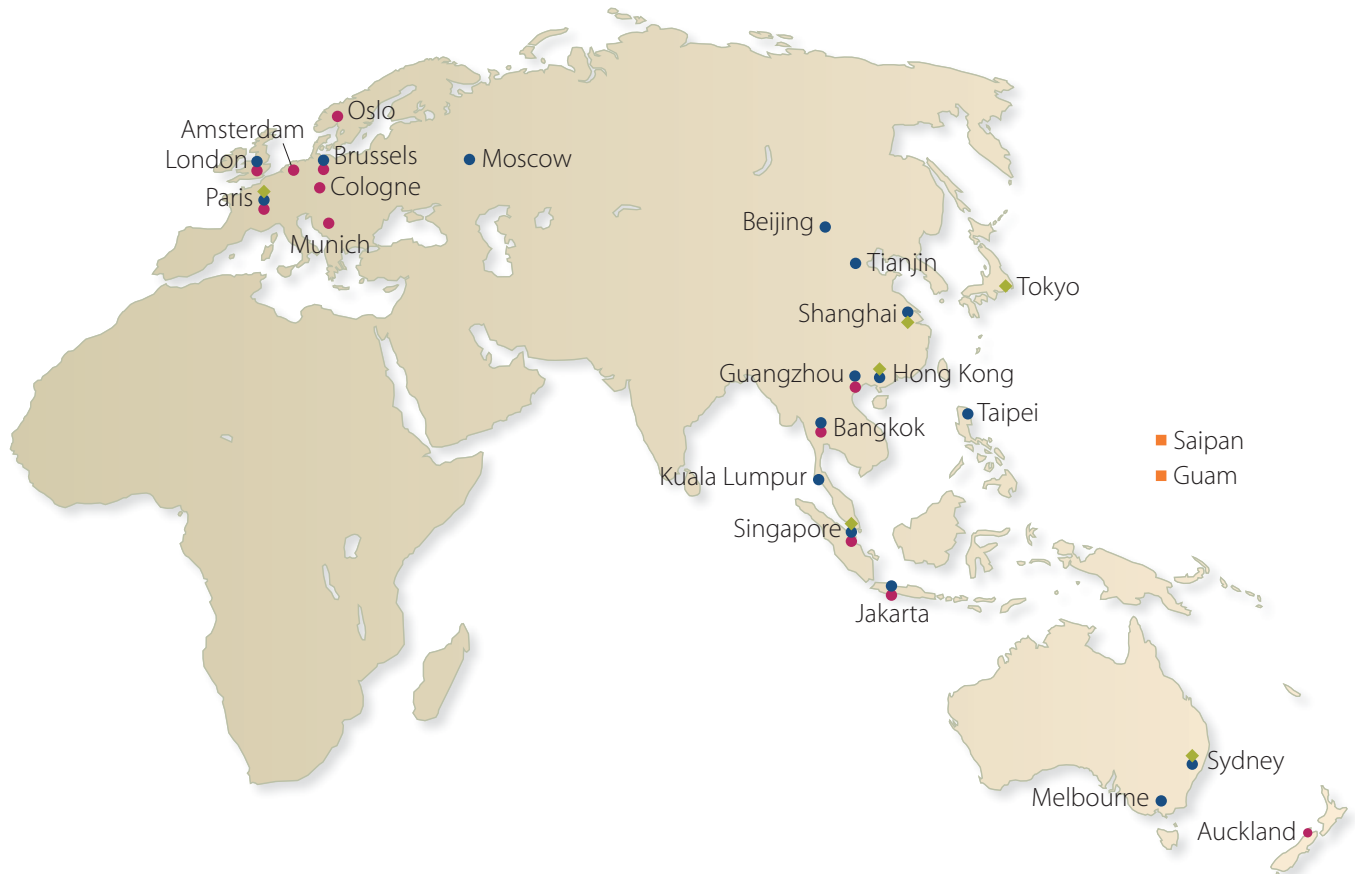 Oslo
Amsterdam
London
Brussels
Moscow
Cologne
Paris
Munich
Beijing
Tianjin
Tokyo
Shanghai
Guangzhou
Hong Kong
Taipei
Bangkok
Saipan
Kuala Lumpur
Guam
Singapore
Jakarta
Sydney
Melbourne
Auckland